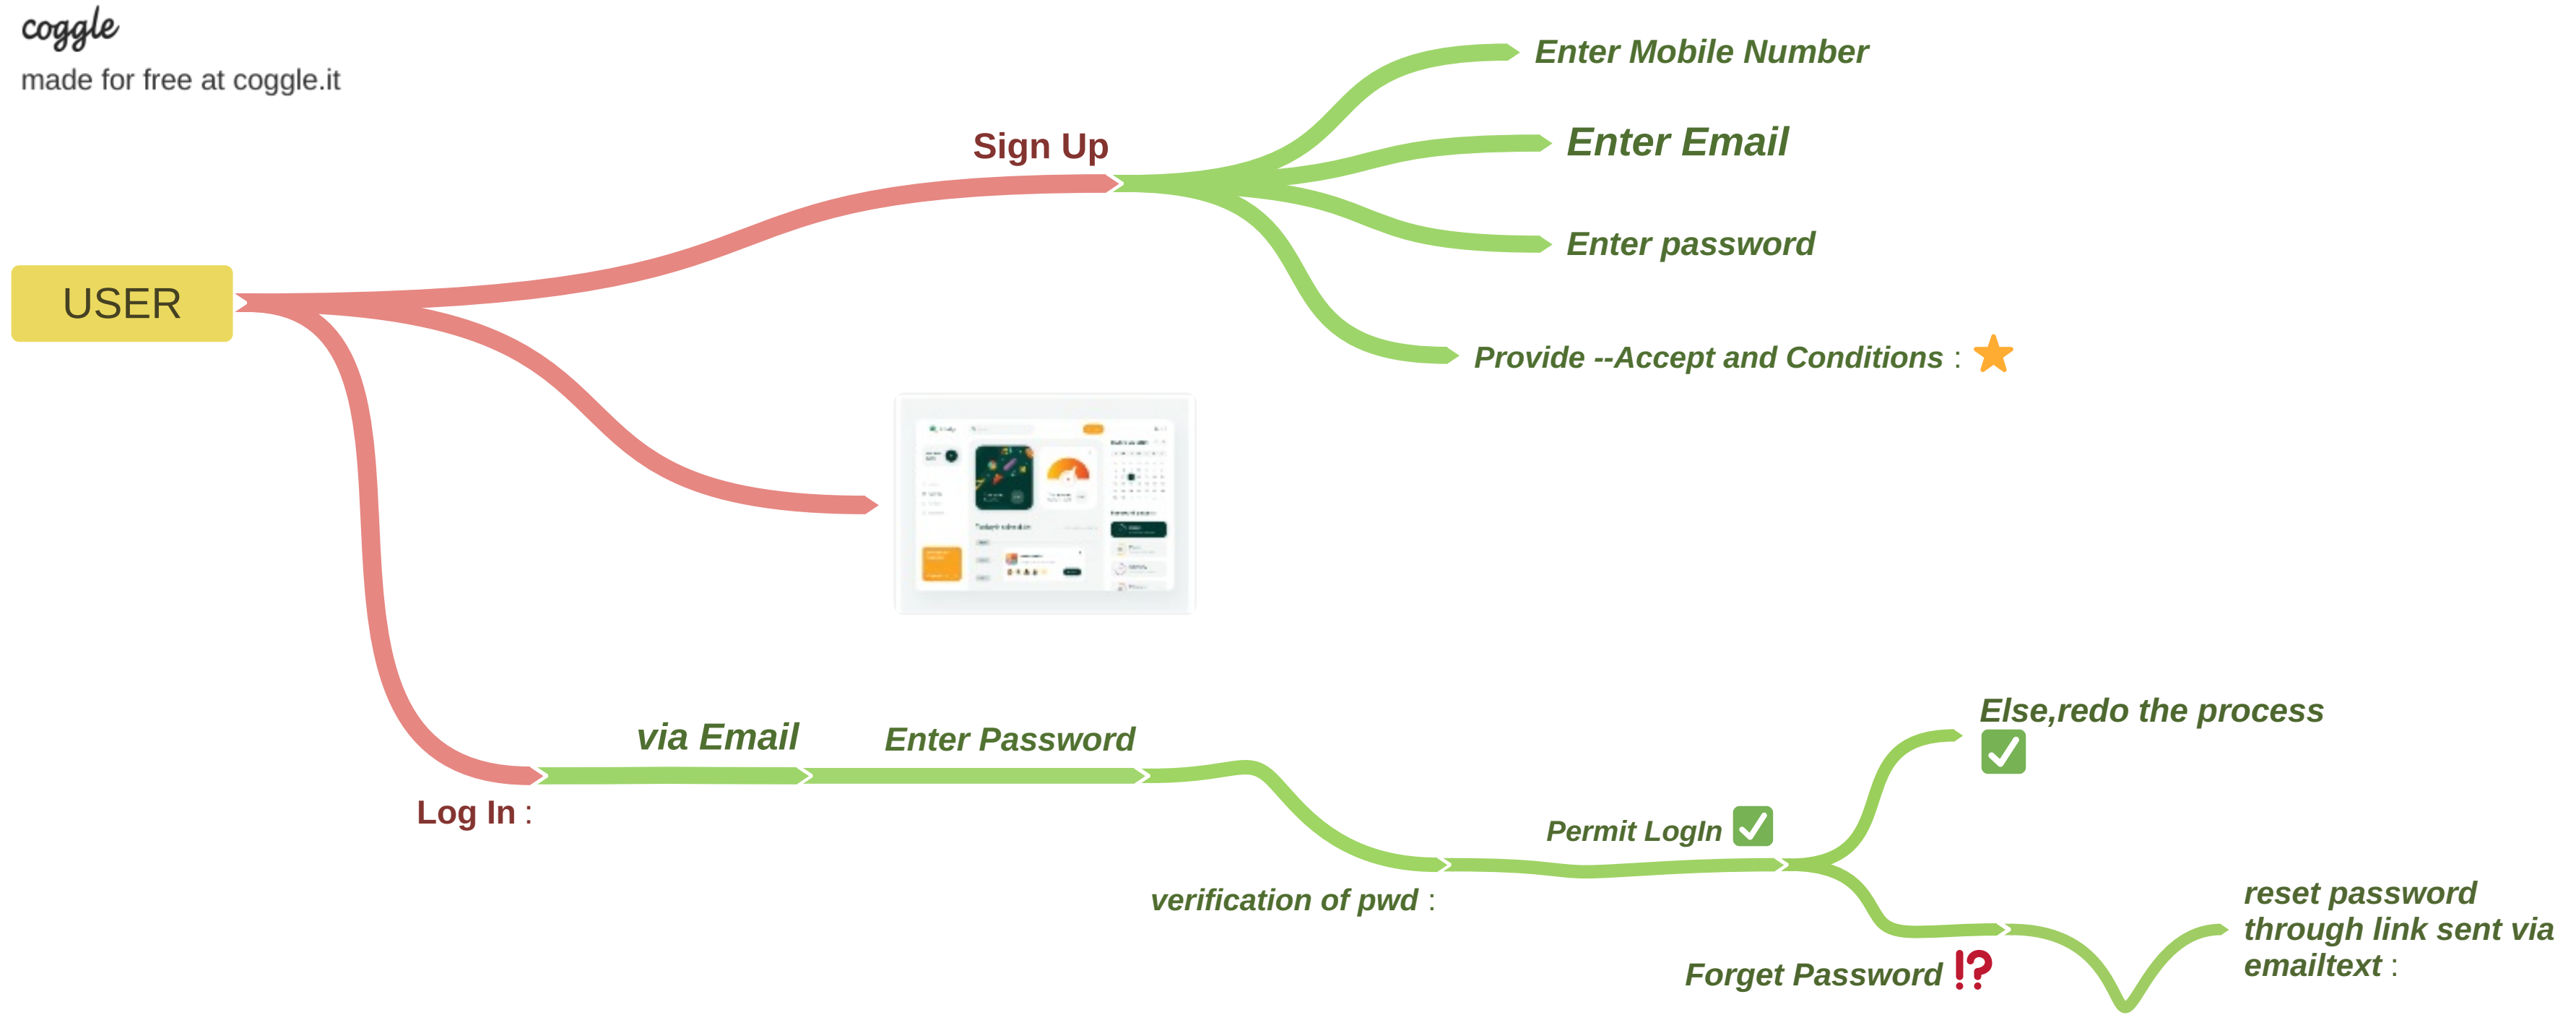 coggle
made for free at coggle.it
Enter Mobile Number
Sign Up
Enter Email
Enter password
USER
Provide --Accept and Conditions :
Today's schedule
Else,redo the process
via Email
Enter Password
Log In :
Permit LogIn
verification of pwd :
reset password
through link sent via
emailtext :
Forget Password ⁉